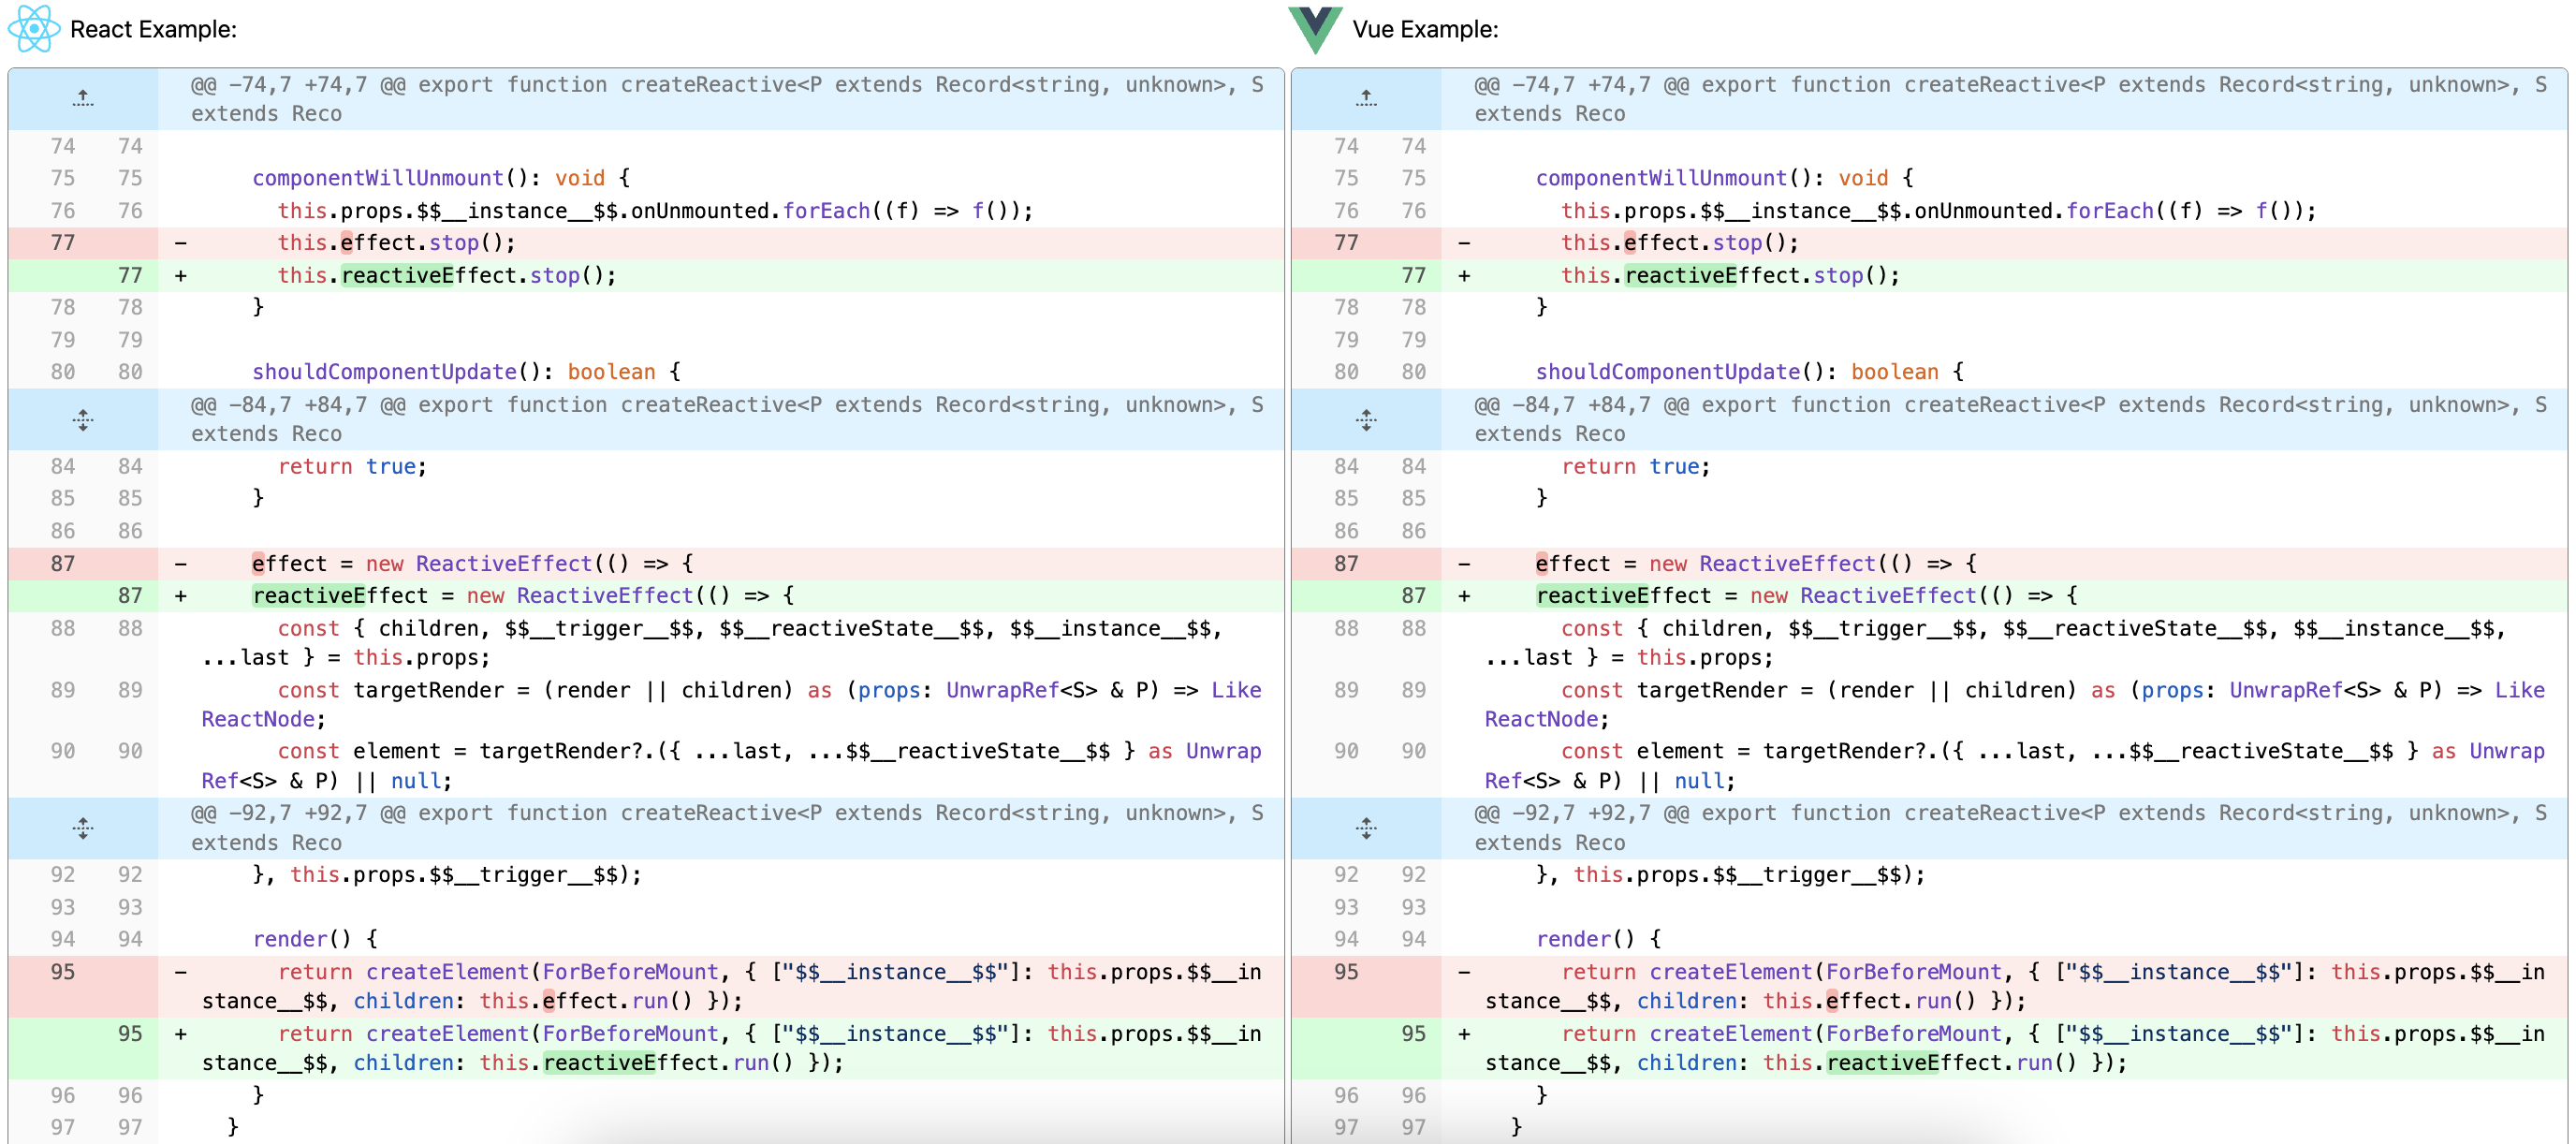 React Example:
@@ -74,7 +74,7 @@ export function createReactive<P extends Record<string, unknown>, S
extends Reco
74 74
75 75 componentWillUnmount(): void {
76 76 this.props.$$__instance__$$.onUnmounted.forEach((f) => f());
77 - this.effect.stop();
77 + this.reactiveEffect.stop();
78 78 }
79 79
80 80 shouldComponentUpdate(): boolean {
@@ -84,7 +84,7 @@ export function createReactive<P extends Record<string, unknown>, S
extends Reco
84 84 return true;
85 85 }
86 86
87 - effect = new ReactiveEffect(() => {
87 + reactiveEffect = new ReactiveEffect(() => {
88 88 const { children, $$__trigger__$$, $$__reactiveState__$$, $$__instance__$$,
...last } = this.props;
89 89 const targetRender = (render || children) as (props: UnwrapRef<S> & P) => Like
ReactNode;
90 90 const element = targetRender?.({ ...last, ...$$__reactiveState__$$ } as Unwrap
Ref<S> & P) || null;
@@ -92,7 +92,7 @@ export function createReactive<P extends Record<string, unknown>, S
extends Reco
92 92 }, this.props.$$__trigger__$$);
93 93
94 94 render() {
95 - return createElement(ForBeforeMount, { ["$$__instance__$$"]: this.props.$$__in
stance__$$, children: this.effect.run() });
95 + return createElement(ForBeforeMount, { ["$$__instance__$$"]: this.props.$$__in
stance__$$, children: this.reactiveEffect.run() });
96 96 }
97 97 }
Vue Example:
@@ -74,7 +74,7 @@ export function createReactive<P extends Record<string, unknown>, S
extends Reco
74 74
75 75 componentWillUnmount(): void {
76 76 this.props.$$__instance__$$.onUnmounted.forEach((f) => f());
77 - this.effect.stop();
77 + this.reactiveEffect.stop();
78 78 }
79 79
80 80 shouldComponentUpdate(): boolean {
@@ -84,7 +84,7 @@ export function createReactive<P extends Record<string, unknown>, S
extends Reco
84 84 return true;
85 85 }
86 86
87 - effect = new ReactiveEffect(() => {
87 + reactiveEffect = new ReactiveEffect(() => {
88 88 const { children, $$__trigger__$$, $$__reactiveState__$$, $$__instance__$$,
...last } = this.props;
89 89 const targetRender = (render || children) as (props: UnwrapRef<S> & P) => Like
ReactNode;
90 90 const element = targetRender?.({ ...last, ...$$__reactiveState__$$ } as Unwrap
Ref<S> & P) || null;
@@ -92,7 +92,7 @@ export function createReactive<P extends Record<string, unknown>, S
extends Reco
92 92 }, this.props.$$__trigger__$$);
93 93
94 94 render() {
95 - return createElement(ForBeforeMount, { ["$$__instance__$$"]: this.props.$$__in
stance__$$, children: this.effect.run() });
95 + return createElement(ForBeforeMount, { ["$$__instance__$$"]: this.props.$$__in
stance__$$, children: this.reactiveEffect.run() });
96 96 }
97 97 }